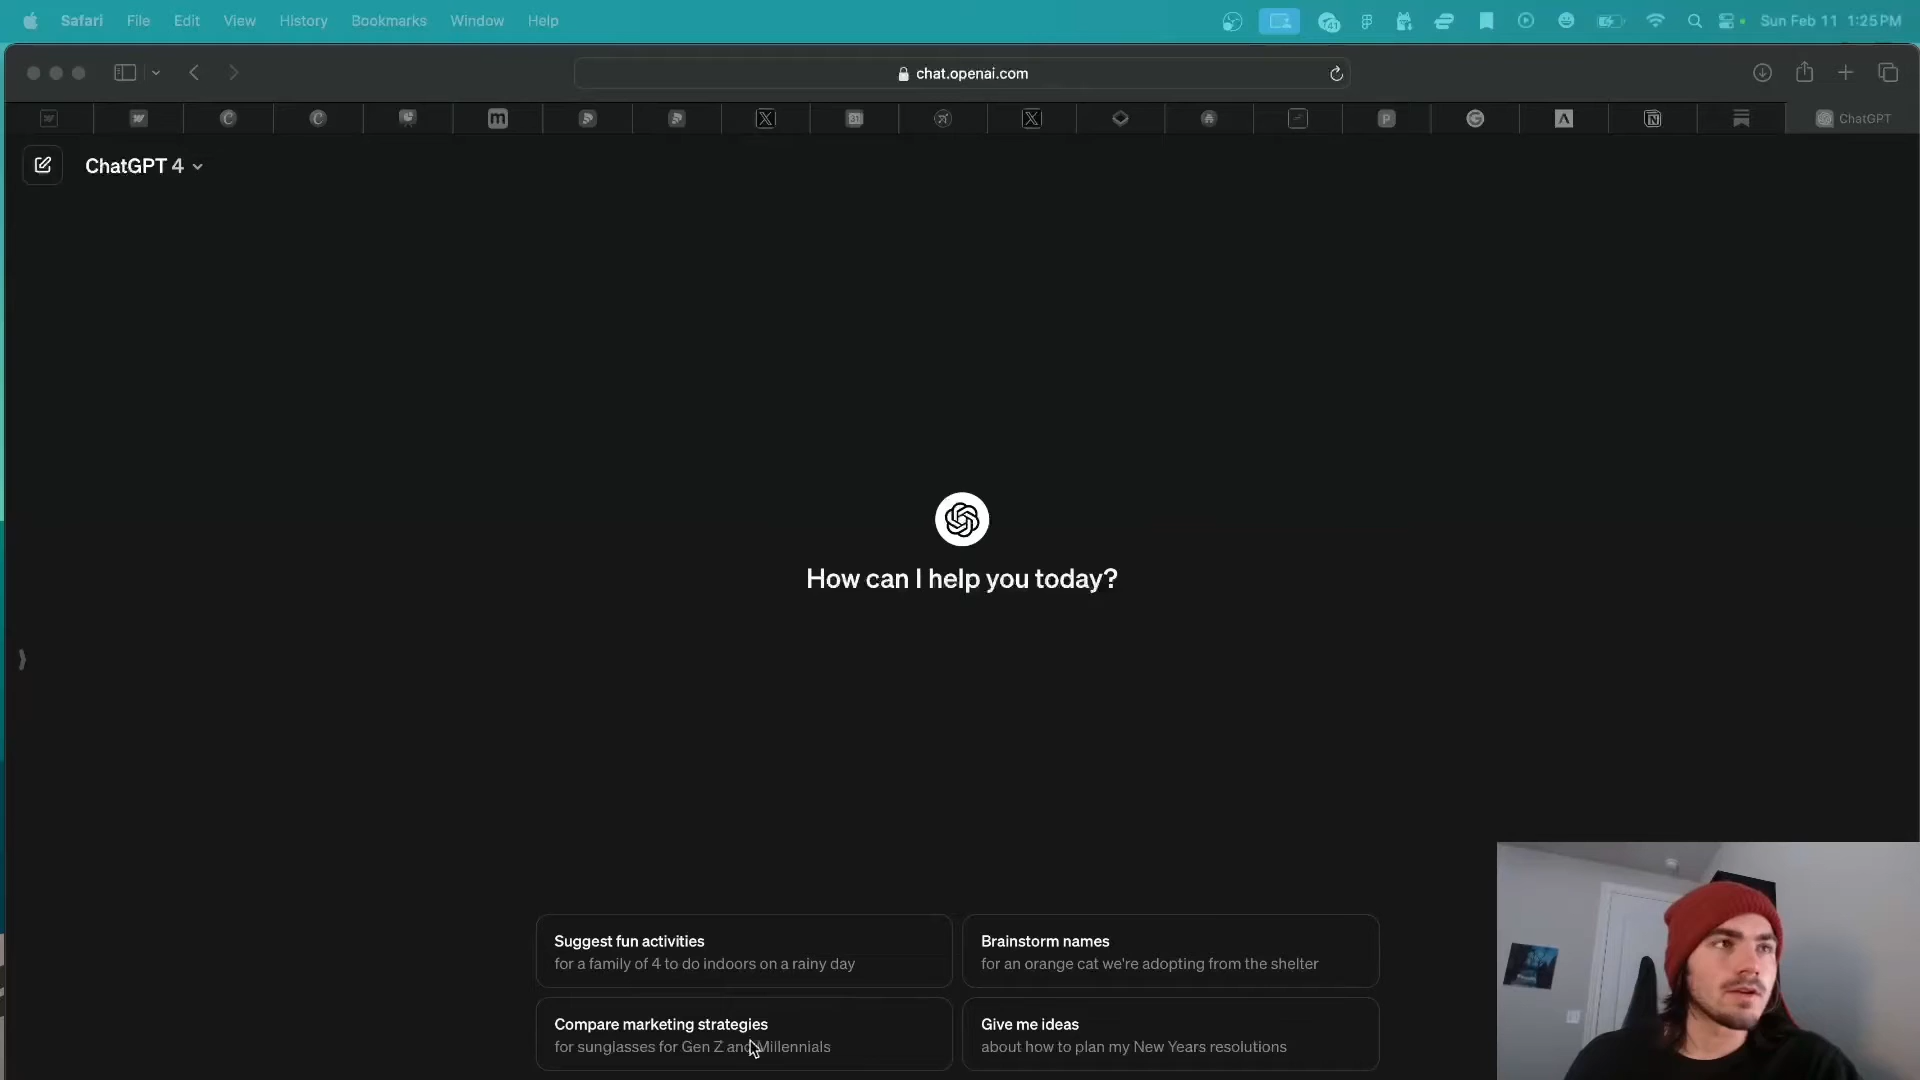 Safari File Edit View History Bookmarks Window Help
41
Sun Feb 11 1:25 PM
chat.openai.com
m
31
P
ChatGPT
ChatGPT 4
How can I help you today?
Suggest fun activities
for a family of 4 to do indoors on a rainy day
Brainstorm names
for an orange cat we're adopting from the shelter
Compare marketing strategies
for sunglasses for Gen Z and Millennials
Give me ideas
about how to plan my New Years resolutions